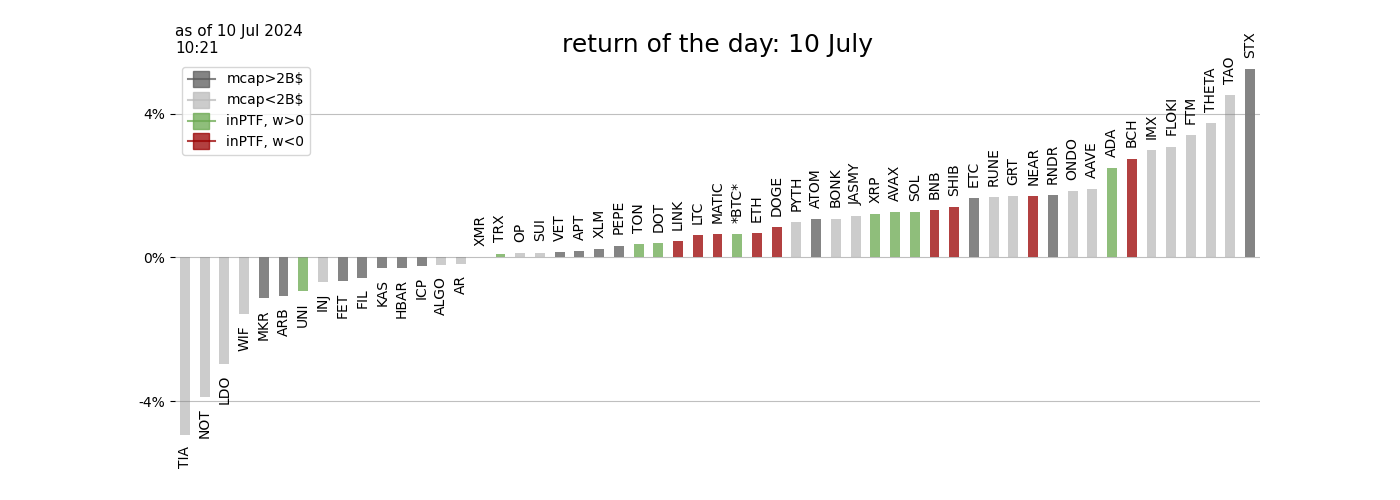 as of 10 Jul 2024
10:21
return of the day: 10 July
mcap>2B$
mcap<2B$
inPTF, w>0
inPTF, w<0
4%
0%
-4%
TIA
NOT
LDO
WIF
MKR
ARB
UNI
INJ
FET
FIL
KAS
HBAR
ICP
ALGO
AR
XMR
TRX
OP
SUI
VET
APT
XLM
PEPE
TON
DOT
LINK
LTC
MATIC
*BTC*
ETH
DOGE
PYTH
ATOM
BONK
JASMY
XRP
AVAX
SOL
BNB
SHIB
ETC
RUNE
GRT
NEAR
RNDR
ONDO
AAVE
ADA
BCH
IMX
FLOKI
FTM
THETA
TAO
STX